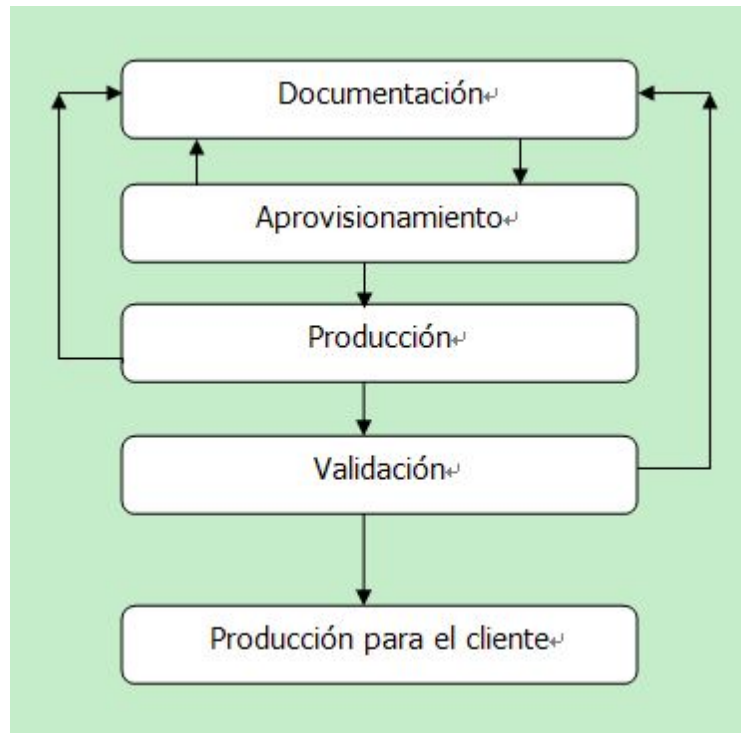 Documentación↵
Aprovisionamiento↵
Producción↵
Validación↵
Producción para el cliente↵